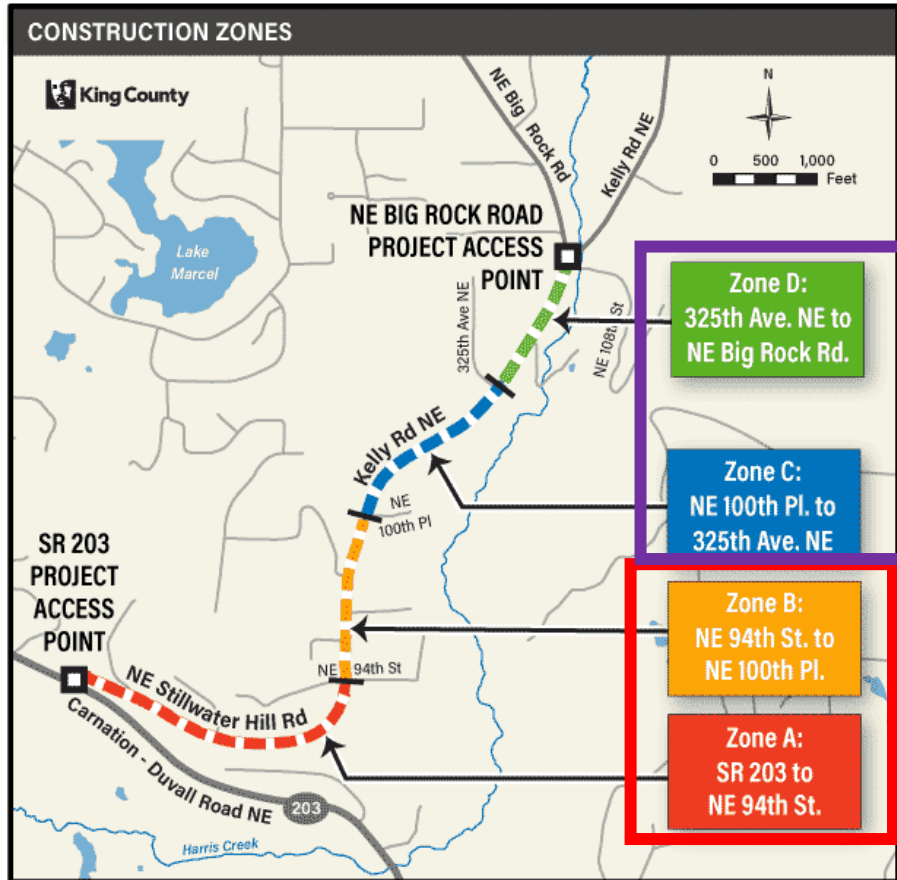 CONSTRUCTION ZONES
King County
N
0 500 1,000
Feet
NE Big Rock Rd
Kelly Rd NE
NE BIG ROCK ROAD
PROJECT ACCESS
POINT
Lake
Marcel
325th Ave NE
NE 108th St
Zone D:
325th Ave. NE to
NE Big Rock Rd.
Kelly Rd NE
Zone C:
NE 100th Pl. to
325th Ave. NE
NE
100th Pl
SR 203
PROJECT
ACCESS
POINT
Zone B:
NE 94th St. to
NE 100th Pl.
NE 94th St
NE Stillwater Hill Rd
Zone A:
SR 203 to
NE 94th St.
Carnation - Duvall Road NE
203
Harris Creek